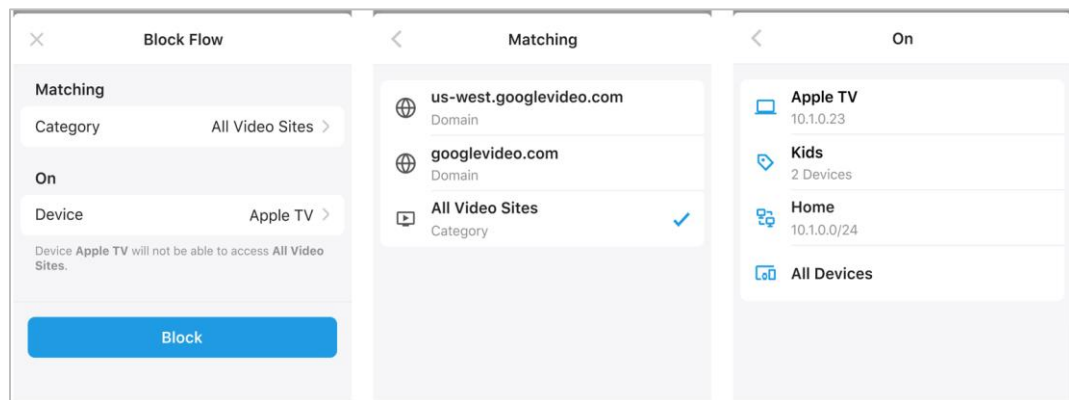 Block Flow
Matching
Category All Video Sites
On
Device Apple TV
Device Apple TV will not be able to access All Video
Sites.
Block
Matching
us-west.googlevideo.com
Domain
googlevideo.com
Domain
All Video Sites
Category
On
Apple TV
10.1.0.23
Kids
2 Devices
Home
10.1.0.0/24
All Devices